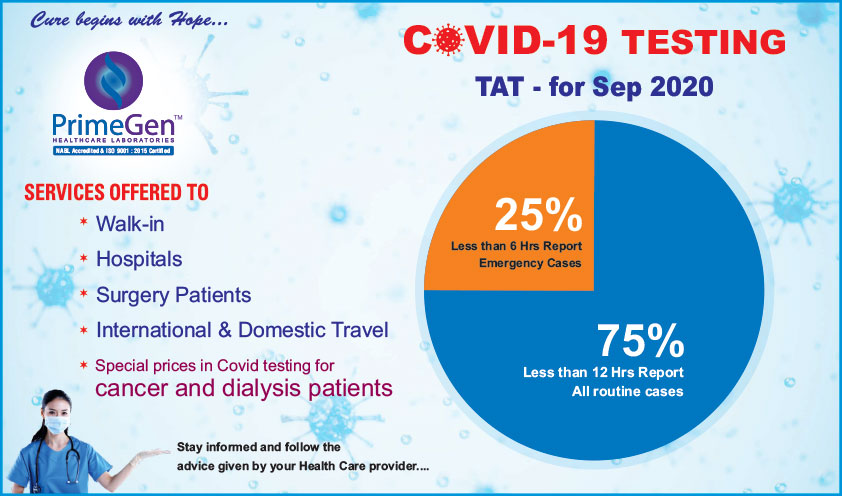 Cure begins with Hope...
PrimeGen™
HEALTHCARE LABORATORIES
NABL Accredited & ISO 9001 : 2015 Certified
SERVICES OFFERED TO
Walk-in
Hospitals
Surgery Patients
International & Domestic Travel
Special prices in Covid testing for
cancer and dialysis patients
Stay informed and follow the
advice given by your Health Care provider....
COVID-19 TESTING
TAT - for Sep 2020
25%
Less than 6 Hrs Report
Emergency Cases
75%
Less than 12 Hrs Report
All routine cases